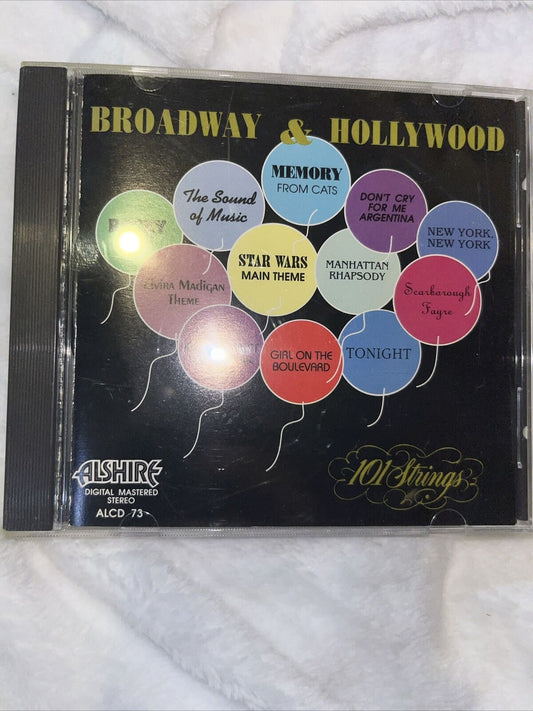 BROADWAY & HOLLYWOOD
MEMORY
FROM CATS
The Sound
of Music
DON'T CRY
FOR ME
ARGENTINA
NEW YORK,
NEW YORK
STAR WARS
MAIN THEME
MANHATTAN
RHAPSODY
Elvira Madigan
Theme
Scarborough
Fayre
GIRL ON THE
BOULEVARD
TONIGHT
ALSHIRE
DIGITAL MASTERED
STEREO
ALCD 73
101 Strings